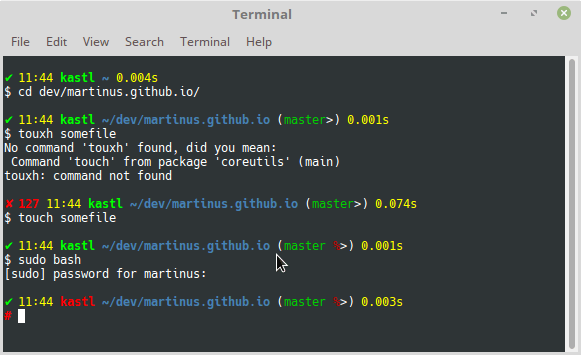 Terminal
File Edit View Search Terminal Help
✔ 11:44 kastl ~ 0.004s
$ cd dev/martinus.github.io/
✔ 11:44 kastl ~/dev/martinus.github.io (master>) 0.001s
$ touxh somefile
No command 'touxh' found, did you mean:
 Command 'touch' from package 'coreutils' (main)
touxh: command not found
✘ 127 11:44 kastl ~/dev/martinus.github.io (master>) 0.074s
$ touch somefile
✔ 11:44 kastl ~/dev/martinus.github.io (master %>) 0.001s
$ sudo bash
[sudo] password for martinus:
✔ 11:44 kastl ~/dev/martinus.github.io (master %>) 0.003s
#